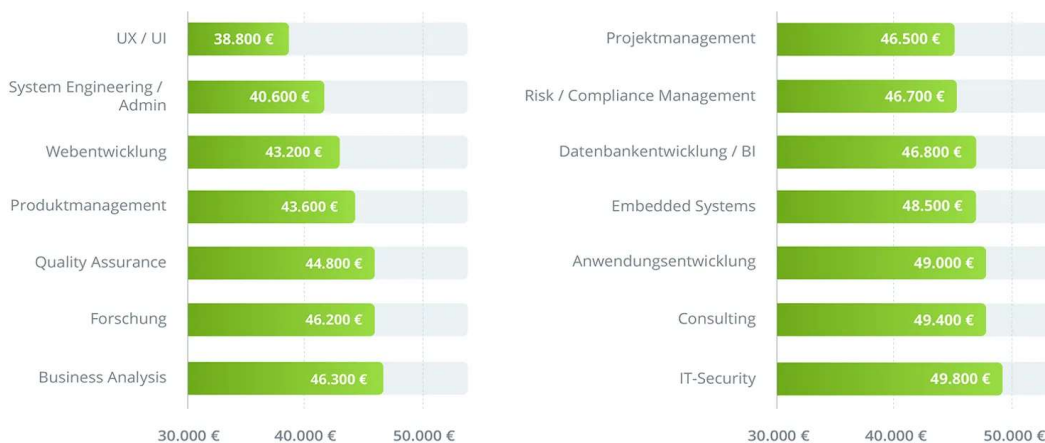 UX / UI
38.800 €
System Engineering /
Admin
40.600 €
Webentwicklung
43.200 €
Produktmanagement
43.600 €
Quality Assurance
44.800 €
Forschung
46.200 €
Business Analysis
46.300 €
30.000 € 40.000 € 50.000 €
Projektmanagement
46.500 €
Risk / Compliance Management
46.700 €
Datenbankentwicklung / BI
46.800 €
Embedded Systems
48.500 €
Anwendungsentwicklung
49.000 €
Consulting
49.400 €
IT-Security
49.800 €
30.000 € 40.000 € 50.000 €